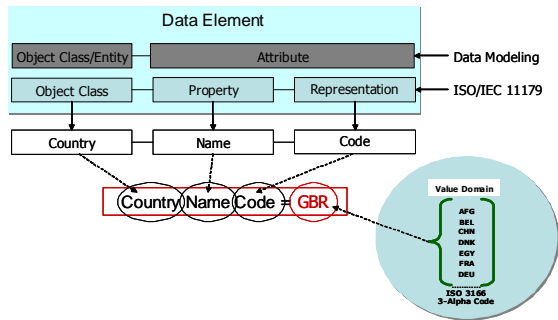 Data Element
Object Class/Entity Attribute Data Modeling
Object Class Property Representation ISO/IEC 11179
Country Name Code
Country Name Code = GBR
Value Domain
AFG
BEL
CHN
DNK
EGY
FRA
DEU
............
ISO 3166
3-Alpha Code